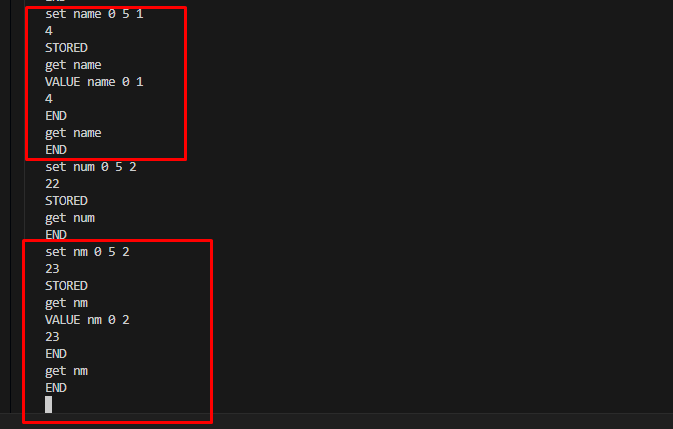 END
set name 0 5 1
4
STORED
get name
VALUE name 0 1
4
END
get name
END
set num 0 5 2
22
STORED
get num
END
set nm 0 5 2
23
STORED
get nm
VALUE nm 0 2
23
END
get nm
END